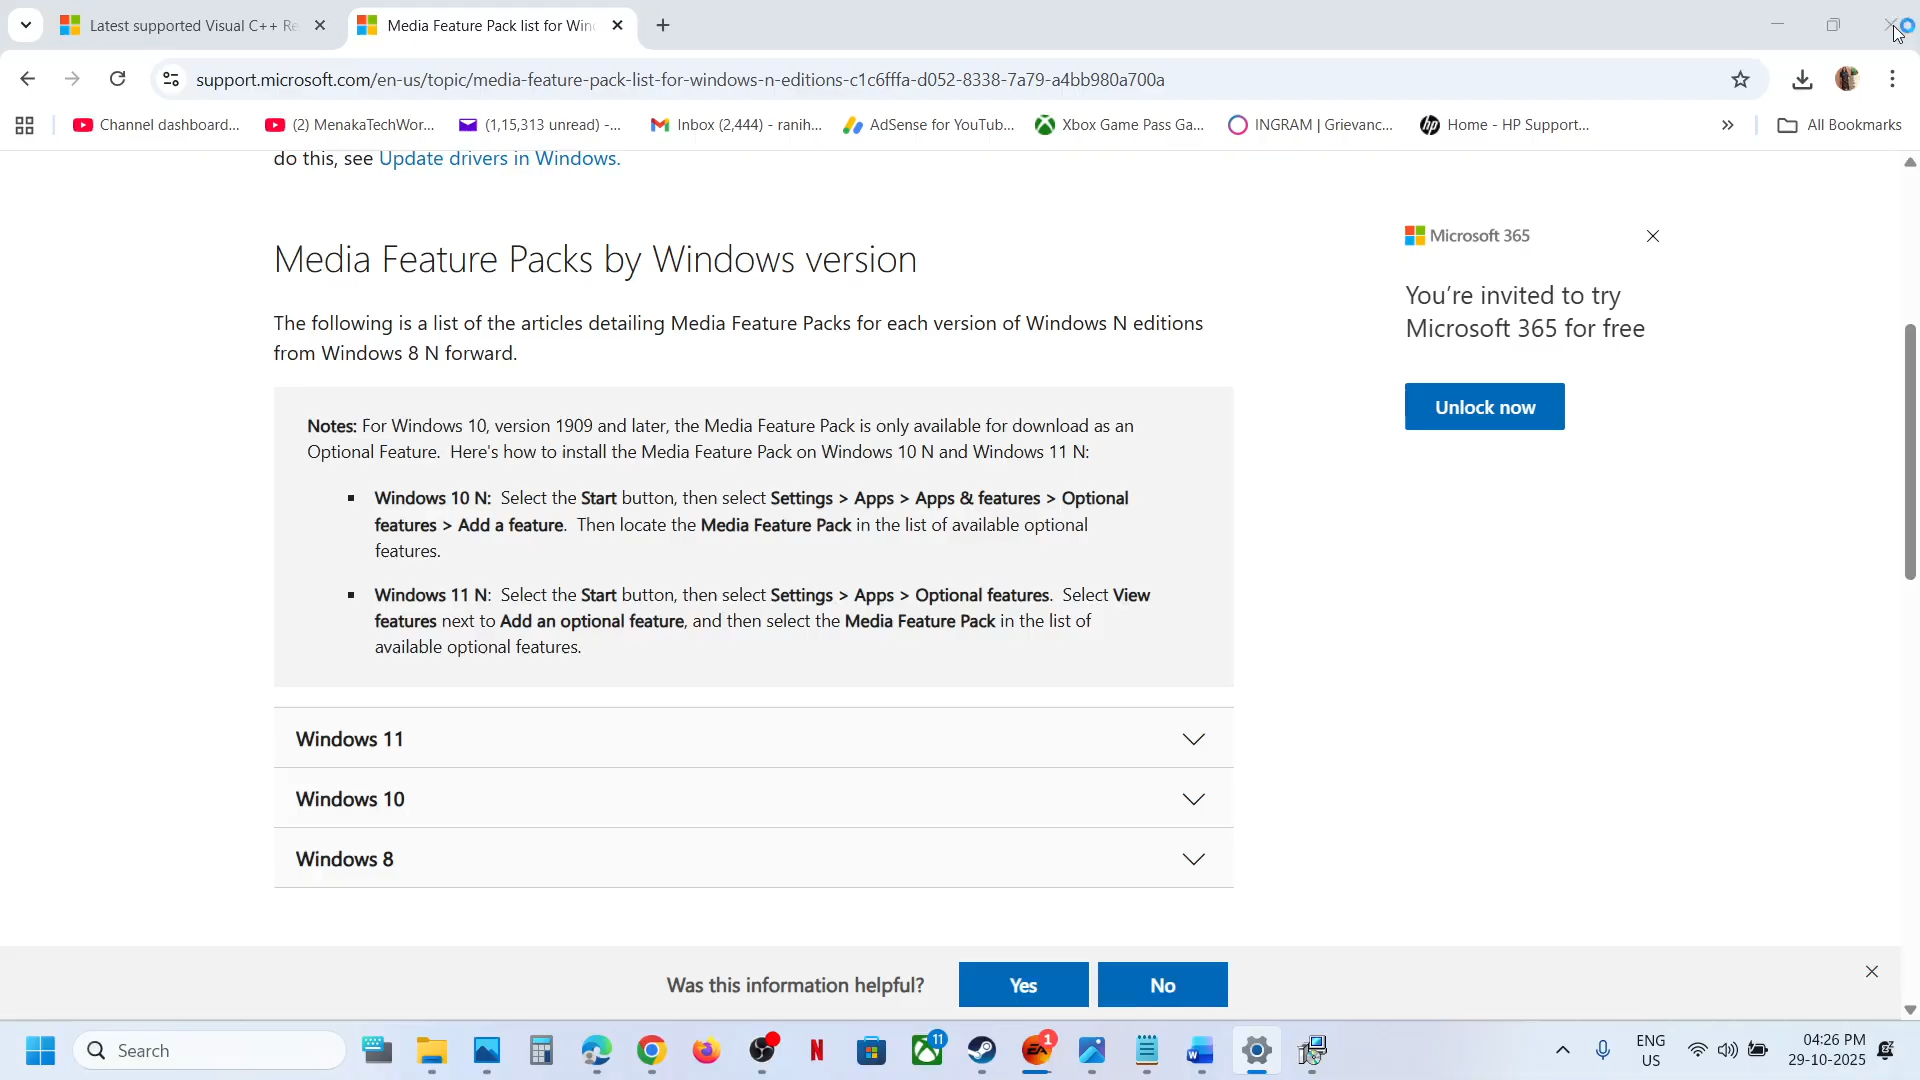 Latest supported Visual C++ Re
Media Feature Pack list for Win
support.microsoft.com/en-us/topic/media-feature-pack-list-for-windows-n-editions-c1c6fffa-d052-8338-7a79-a4bb980a700a
Channel dashboard...
(2) MenakaTechWor...
(1,15,313 unread) -...
Inbox (2,444) - ranih...
AdSense for YouTub...
Xbox Game Pass Ga...
INGRAM | Grievanc...
Home - HP Support...
»
All Bookmarks
do this, see Update drivers in Windows.
Media Feature Packs by Windows version
The following is a list of the articles detailing Media Feature Packs for each version of Windows N editions
from Windows 8 N forward.
Notes: For Windows 10, version 1909 and later, the Media Feature Pack is only available for download as an
Optional Feature. Here's how to install the Media Feature Pack on Windows 10 N and Windows 11 N:
Windows 10 N: Select the Start button, then select Settings > Apps > Apps & features > Optional
features > Add a feature. Then locate the Media Feature Pack in the list of available optional
features.
Windows 11 N: Select the Start button, then select Settings > Apps > Optional features. Select View
features next to Add an optional feature, and then select the Media Feature Pack in the list of
available optional features.
Windows 11
Windows 10
Windows 8
Microsoft 365
You're invited to try
Microsoft 365 for free
Unlock now
Was this information helpful?
Yes
No
Search
11
1
ENG
US
04:26 PM
29-10-2025